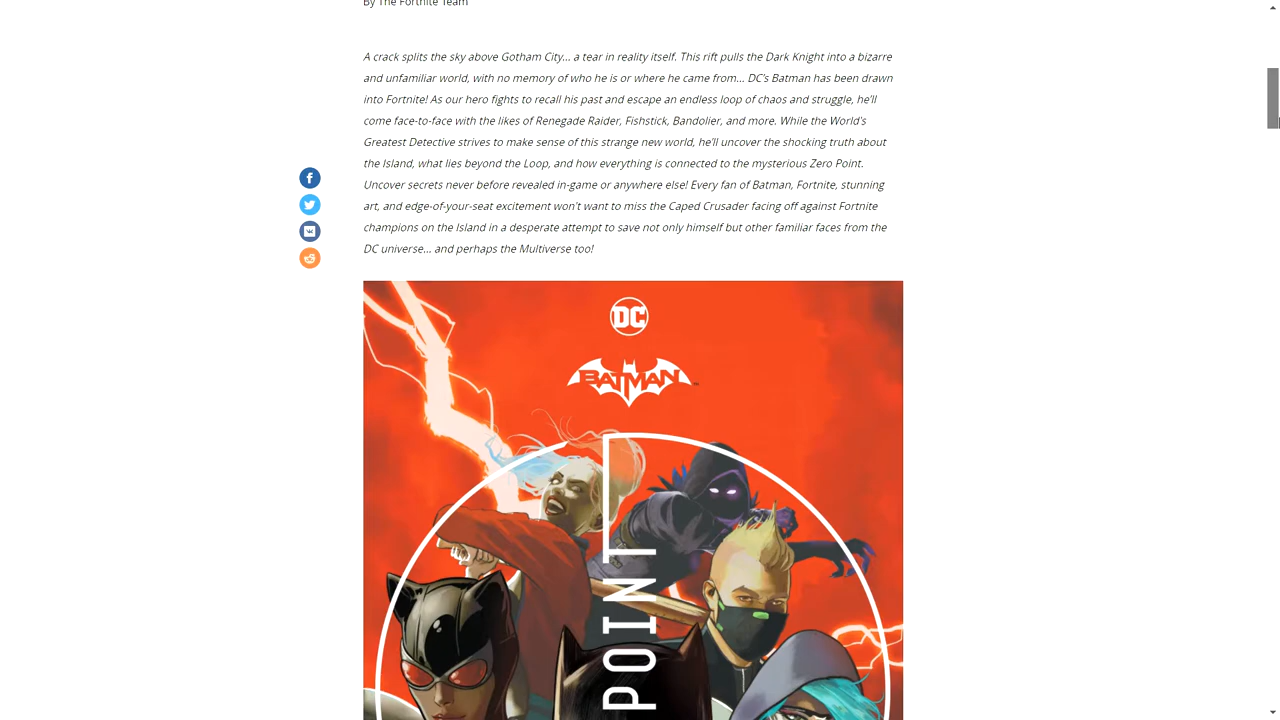 By The Fortnite Team
A crack splits the sky above Gotham City... a tear in reality itself. This rift pulls the Dark Knight into a bizarre
and unfamiliar world, with no memory of who he is or where he came from... DC's Batman has been drawn
into Fortnite! As our hero fights to recall his past and escape an endless loop of chaos and struggle, he'll
come face-to-face with the likes of Renegade Raider, Fishstick, Bandolier, and more. While the World's
Greatest Detective strives to make sense of this strange new world, he'll uncover the shocking truth about
the Island, what lies beyond the Loop, and how everything is connected to the mysterious Zero Point.
Uncover secrets never before revealed in-game or anywhere else! Every fan of Batman, Fortnite, stunning
art, and edge-of-your-seat excitement won't want to miss the Caped Crusader facing off against Fortnite
champions on the Island in a desperate attempt to save not only himself but other familiar faces from the
DC universe... and perhaps the Multiverse too!
DC
BATMAN
POINT